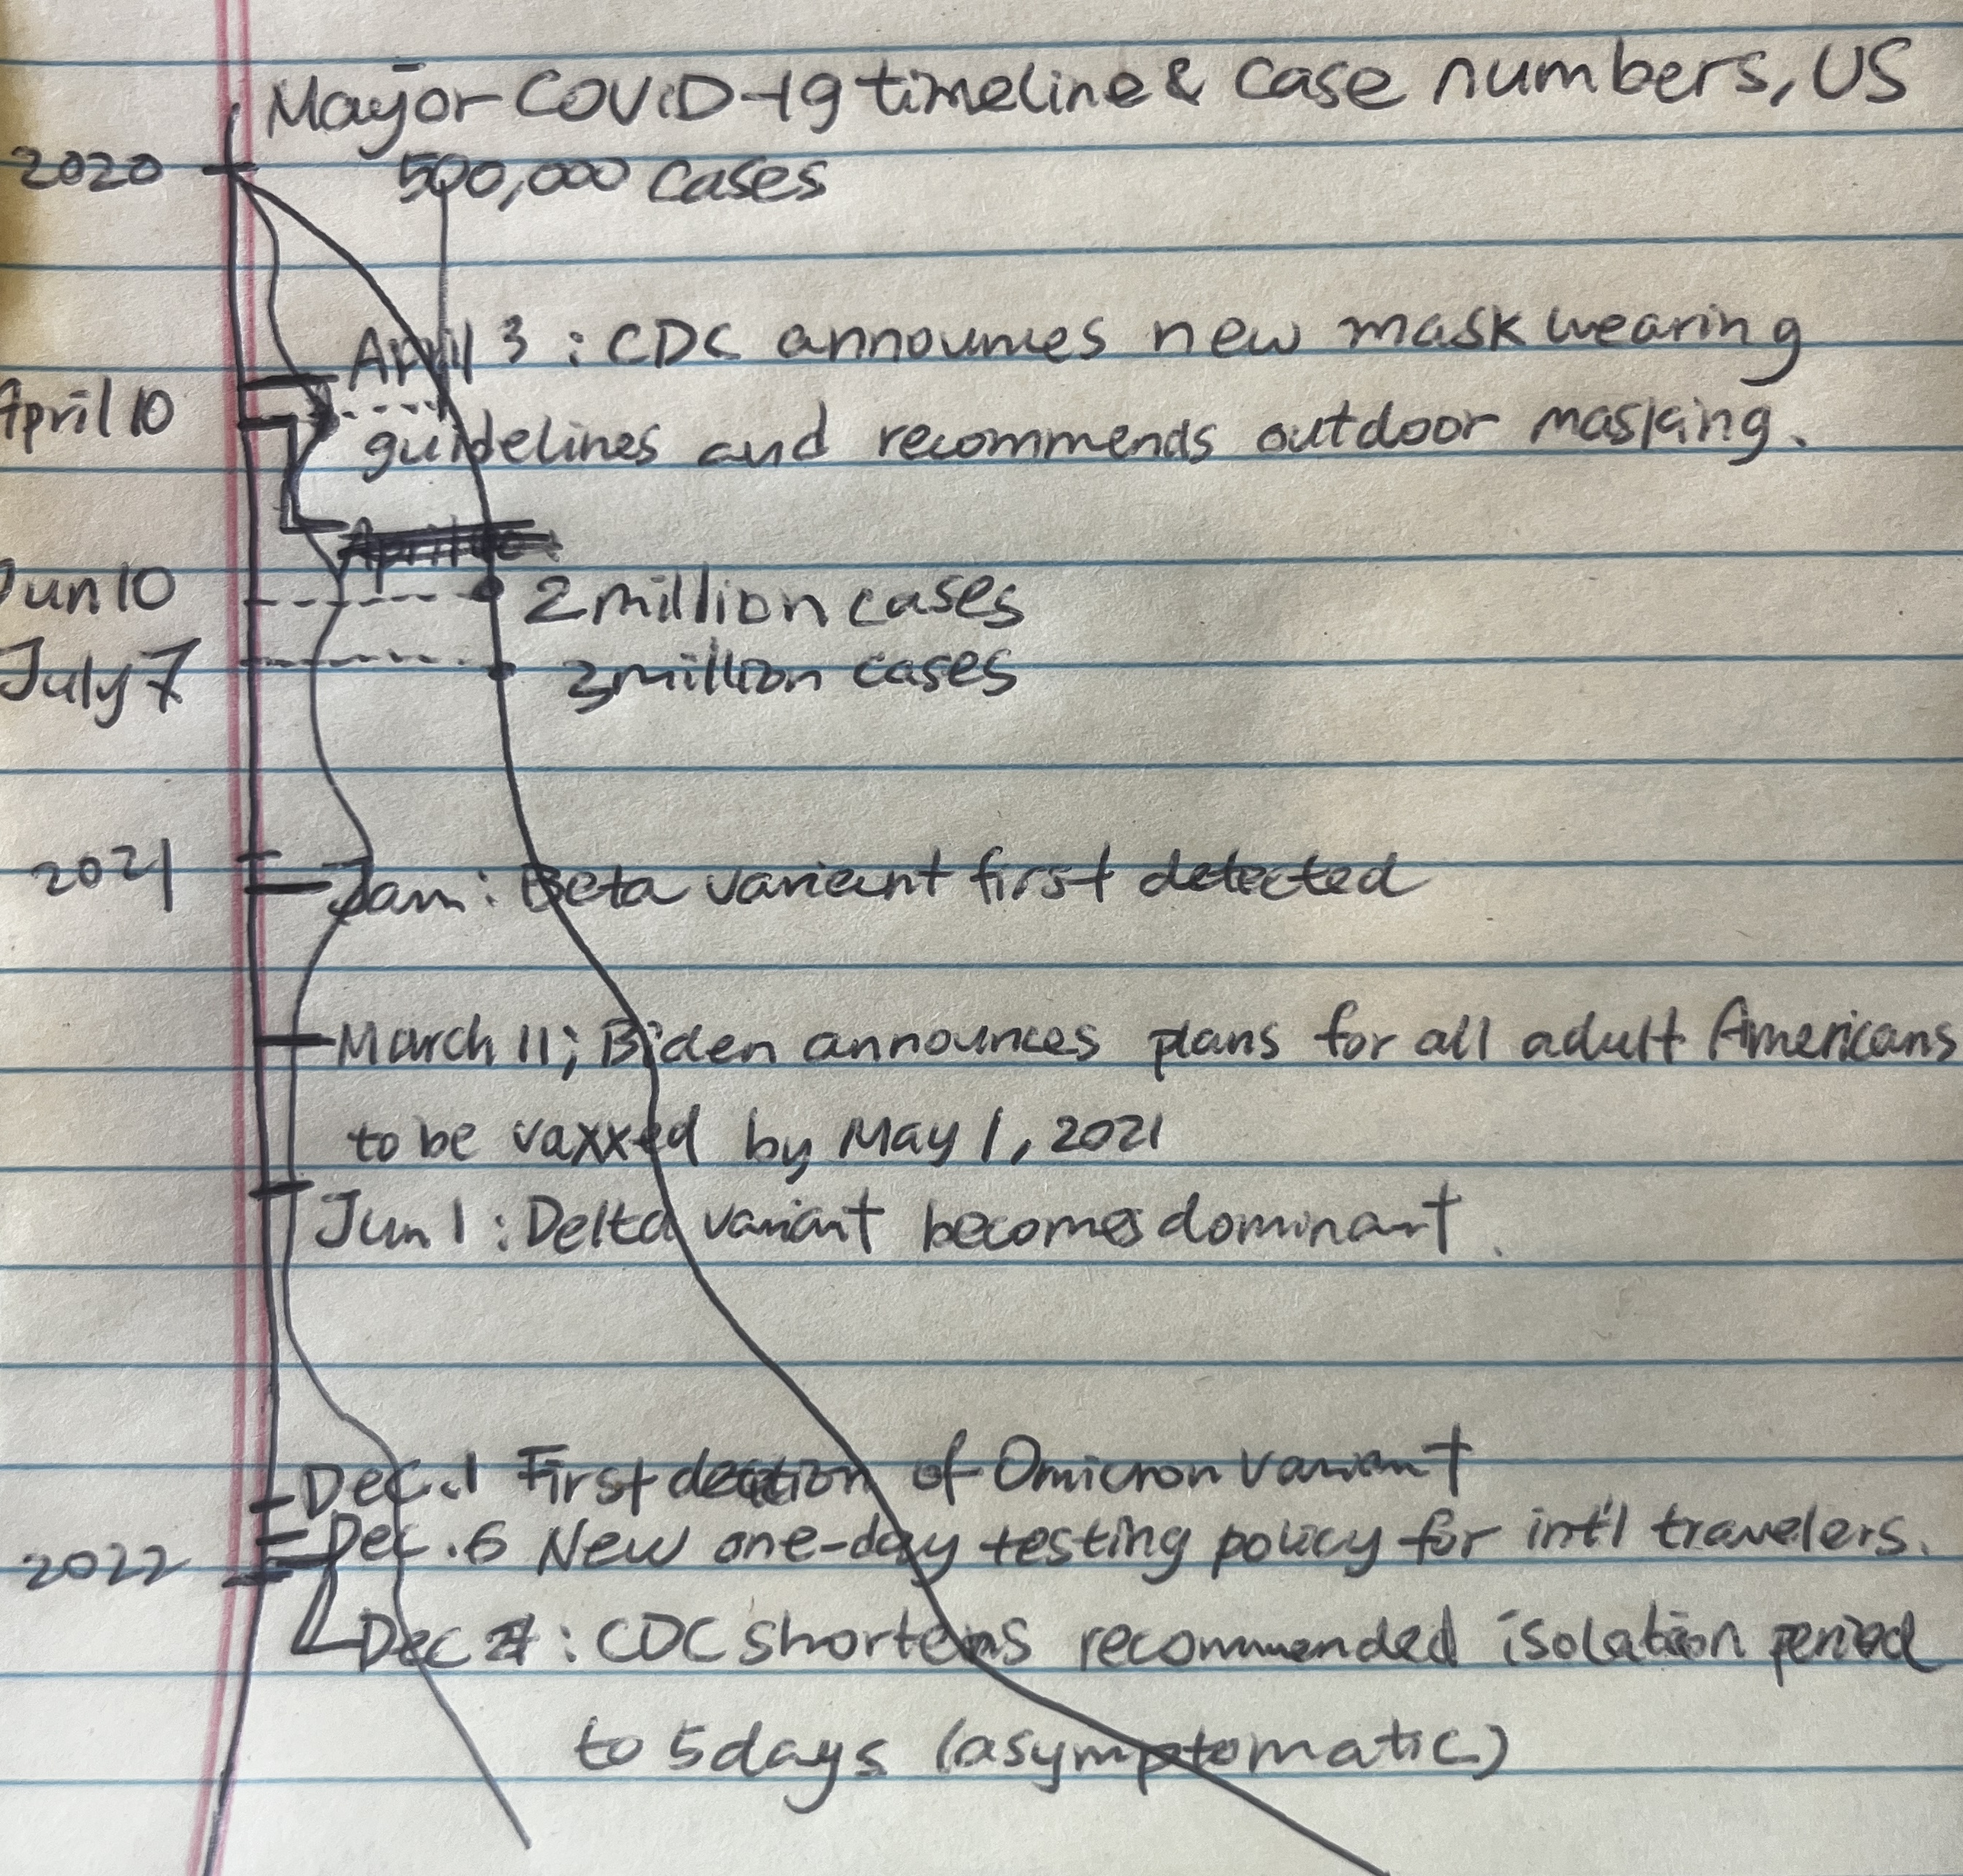 Major COVID-19 timeline & case numbers, US
2020
500,000 cases
April 3 : CDC announces new mask wearing
April 10
guidelines and recommends outdoor masking.
Jun 10
2 million cases
July 7
3 million cases
2021
Jan : Beta variant first detected
March 11; Biden announces plans for all adult Americans
to be vaxxed by May 1, 2021
Jun 1 : Delta variant becomes dominant.
Dec. 1 First detection of Omicron variant
Dec. 6 New one-day testing policy for int'l travelers.
2022
Dec : CDC shortens recommended isolation period
to 5 days (asymptomatic)